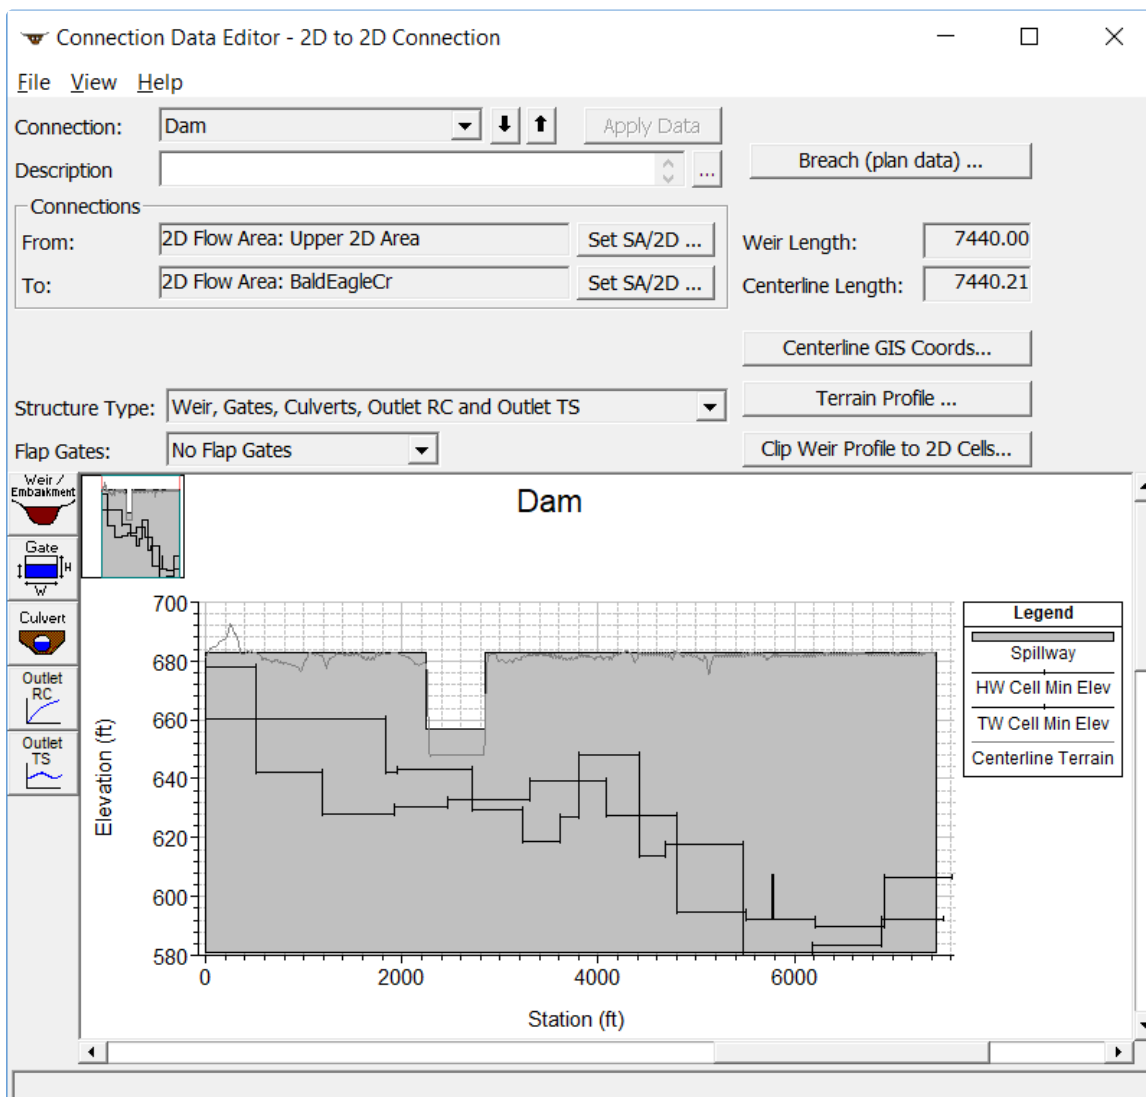 Connection Data Editor - 2D to 2D Connection
File View Help
Connection: Dam Apply Data
Description ... Breach (plan data) ...
Connections
From: 2D Flow Area: Upper 2D Area Set SA/2D ... Weir Length: 7440.00
To: 2D Flow Area: BaldEagleCr Set SA/2D ... Centerline Length: 7440.21
Centerline GIS Coords...
Structure Type: Weir, Gates, Culverts, Outlet RC and Outlet TS Terrain Profile ...
Flap Gates: No Flap Gates Clip Weir Profile to 2D Cells...
Weir /
Embankment
Gate
H
W
Culvert
Outlet
RC
Outlet
TS
Dam
700
680
660
640
620
600
580
Elevation (ft)
0 2000 4000 6000
Station (ft)
Legend
Spillway
HW Cell Min Elev
TW Cell Min Elev
Centerline Terrain